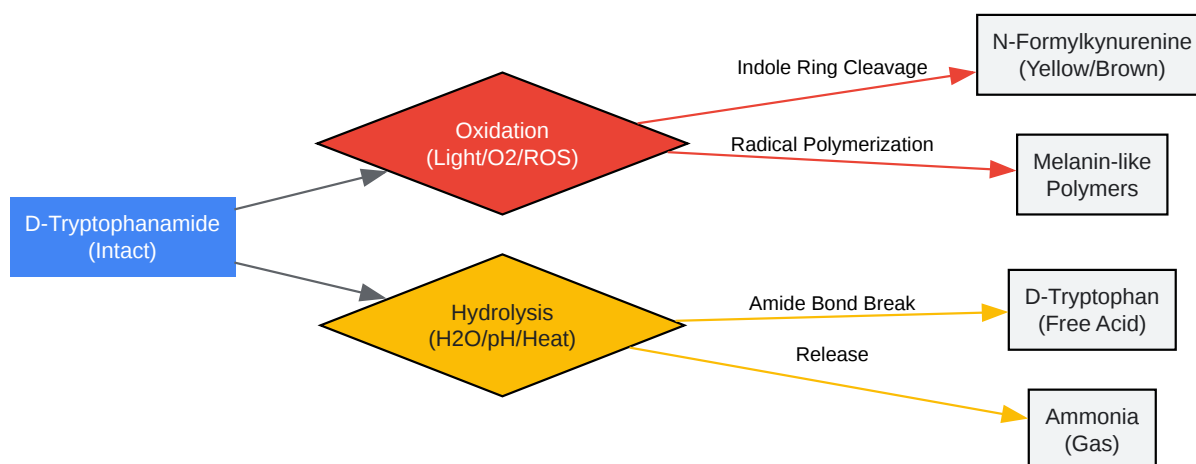 D-Tryptophanamide
(Intact)
Oxidation
(Light/O2/ROS)
Hydrolysis
(H2O/pH/Heat)
Indole Ring Cleavage
Radical Polymerization
Amide Bond Break
Release
N-Formylkynurenine
(Yellow/Brown)
Melanin-like
Polymers
D-Tryptophan
(Free Acid)
Ammonia
(Gas)